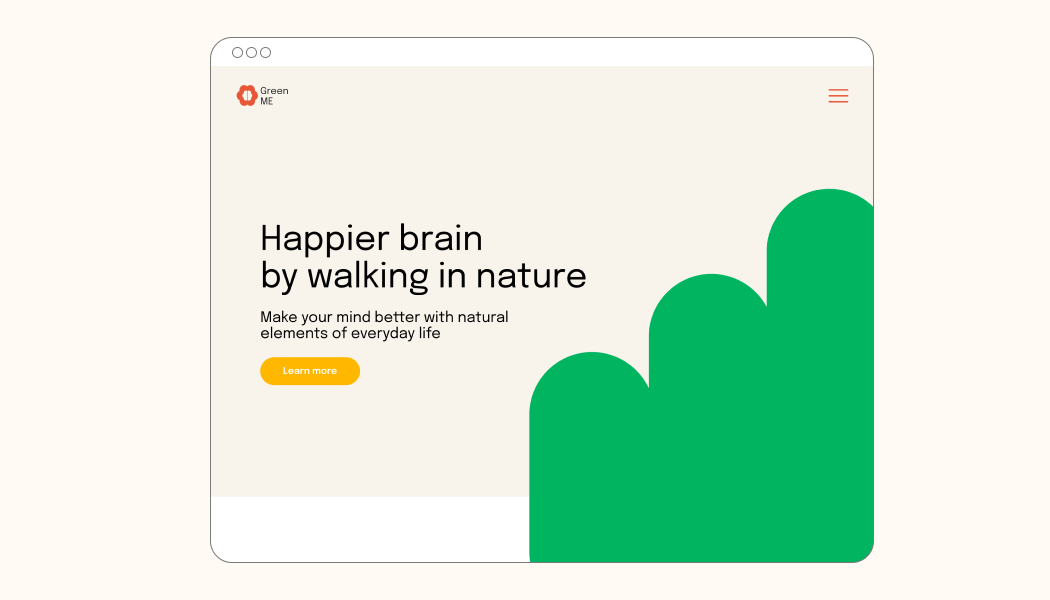 Green
ME
Happier brain
by walking in nature
Make your mind better with natural
elements of everyday life
Learn more